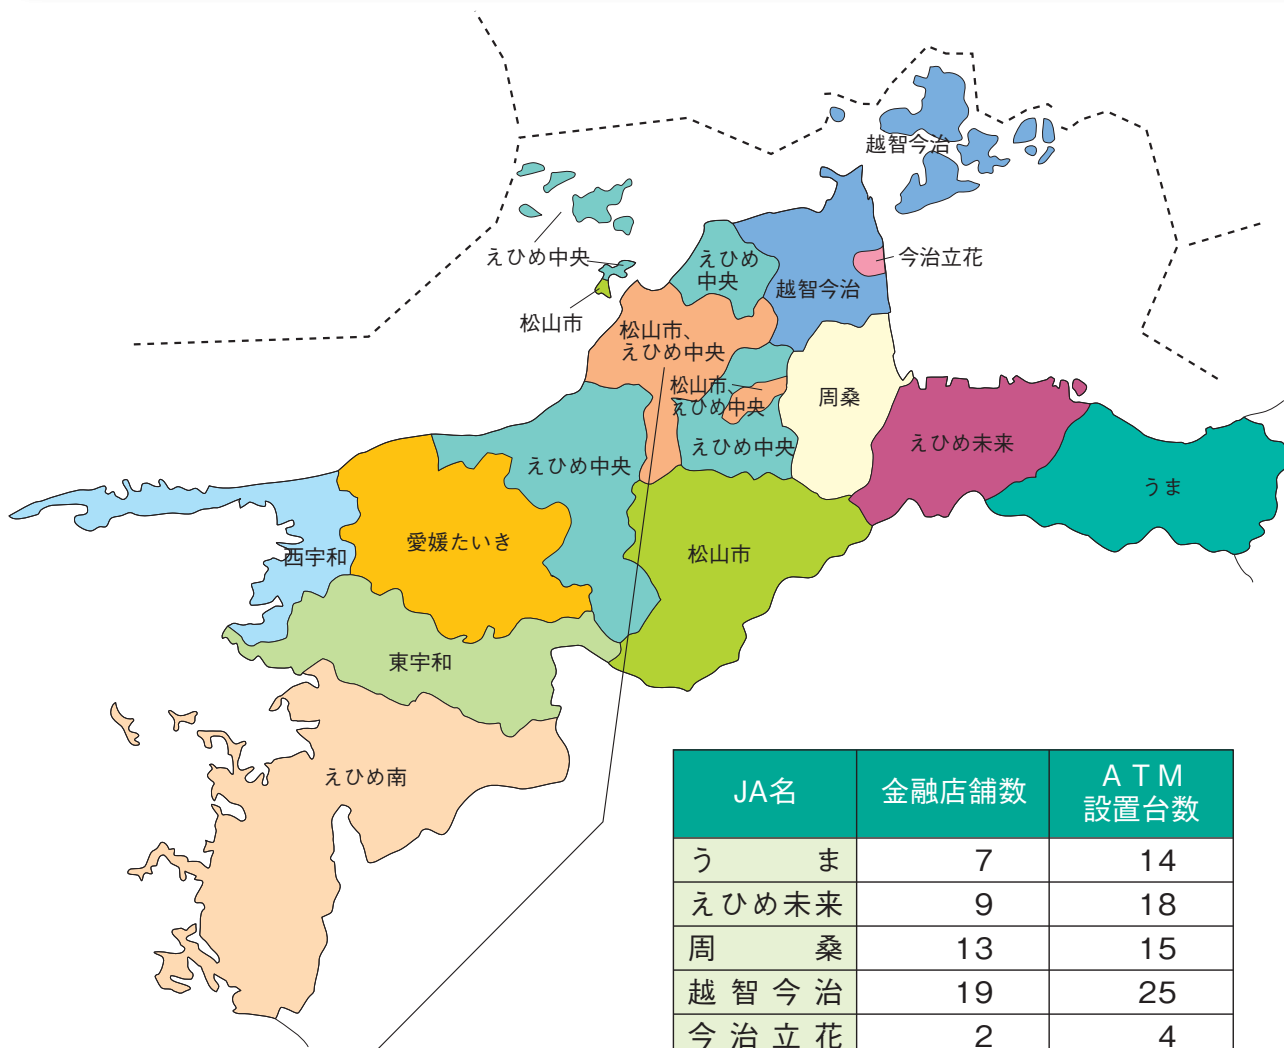 越智今治
えひめ中央
えひめ
中央
今治立花
越智今治
松山市
松山市、
えひめ中央
松山市、
えひめ中央
周桑
えひめ未来
えひめ中央
えひめ中央
うま
愛媛たいき
西宇和
松山市
東宇和
えひめ南
JA名 金融店舗数 ATM
設置台数
うま 7 14
えひめ未来 9 18
周桑 13 15
越智今治 19 25
今治立花 2 4